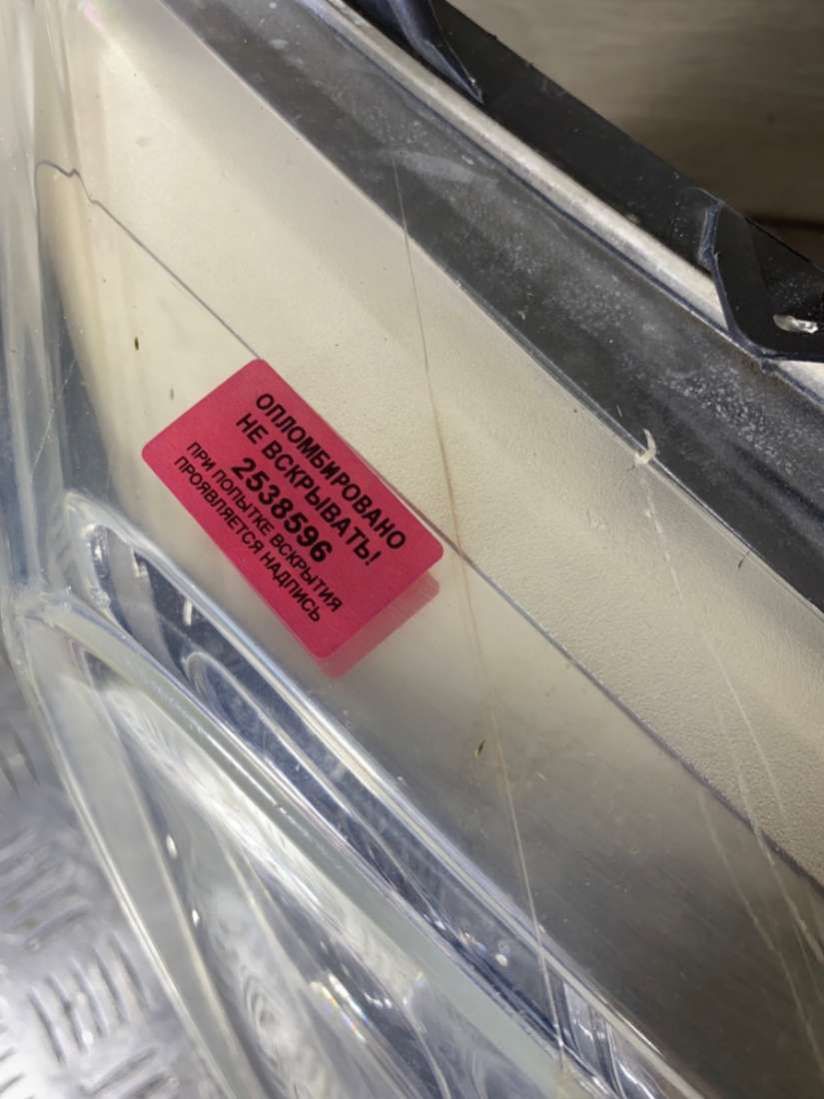 ОПЛОМБИРОВАНО
НЕ ВСКРЫВАТЬ!
2538596
ПРИ ПОПЫТКЕ ВСКРЫТИЯ
ПРОЯВЛЯЕТСЯ НАДПИСЬ